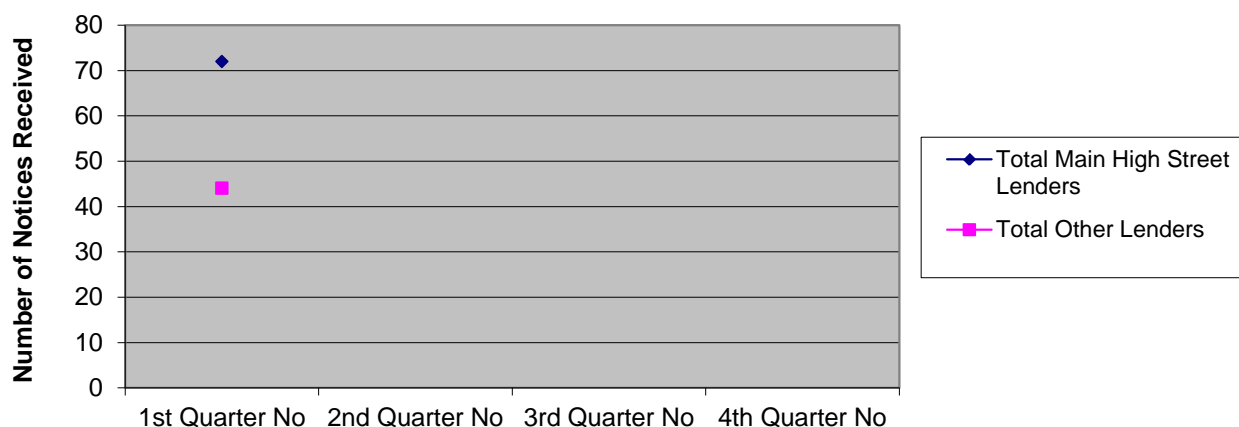 Number of Notices Received
80
70
60
50
40
30
20
10
0
1st Quarter No 2nd Quarter No 3rd Quarter No 4th Quarter No
Total Main High Street
Lenders
Total Other Lenders